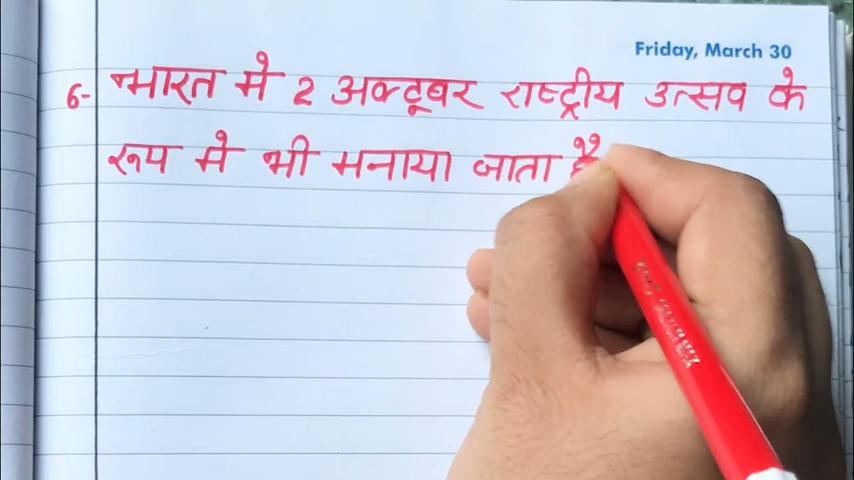 Friday, March 30
6- भारत मे 2 अक्टूबर राष्ट्रीय उत्सव के
रूप मे भी मनाया जाता है